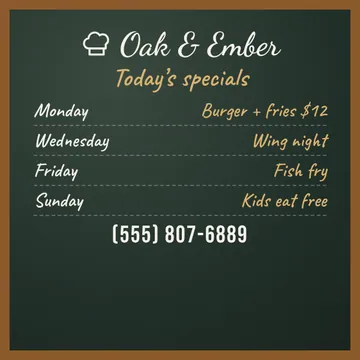 Oak & Ember
Today's specials
Monday Burger + fries $12
Wednesday Wing night
Friday Fish fry
Sunday Kids eat free
(555) 807-6889